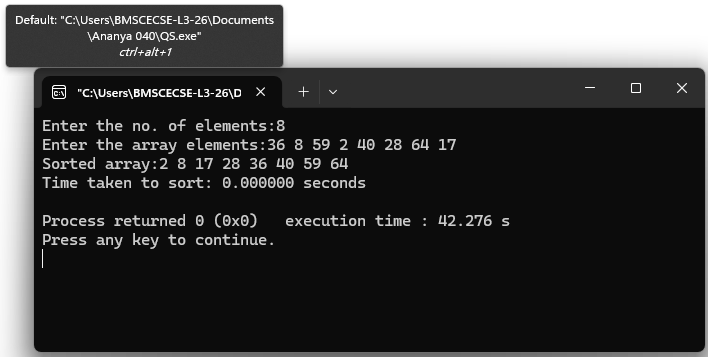 Default: "C:\Users\BMSCECSE-L3-26\Documents
\Ananya 040\QS.exe"
ctrl+alt+1
"C:\Users\BMSCECSE-L3-26\D
Enter the no. of elements:8
Enter the array elements:36 8 59 2 40 28 64 17
Sorted array:2 8 17 28 36 40 59 64
Time taken to sort: 0.000000 seconds
Process returned 0 (0x0)   execution time : 42.276 s
Press any key to continue.